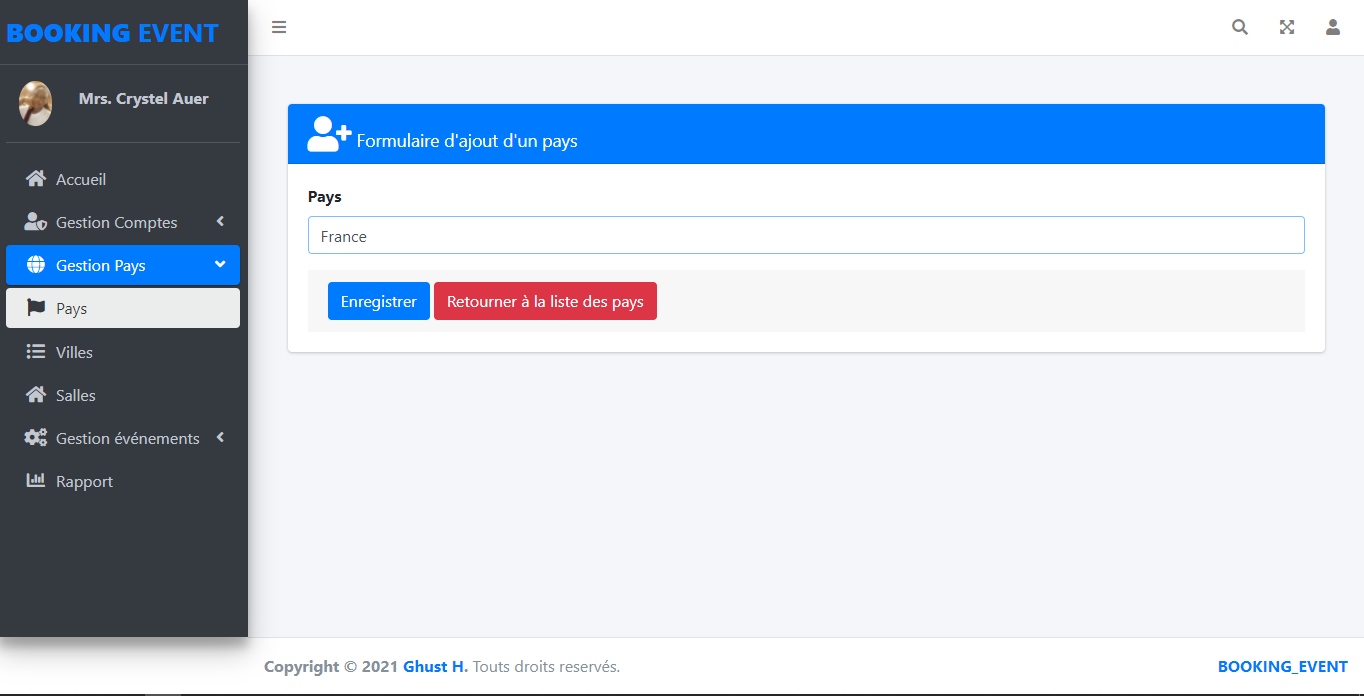 BOOKING EVENT
Mrs. Crystel Auer
Accueil
Gestion Comptes
Gestion Pays
Pays
Villes
Salles
Gestion événements
Rapport
Formulaire d'ajout d'un pays
Pays
France
Enregistrer Retourner à la liste des pays
Copyright © 2021 Ghust H. Touts droits reservés. BOOKING_EVENT